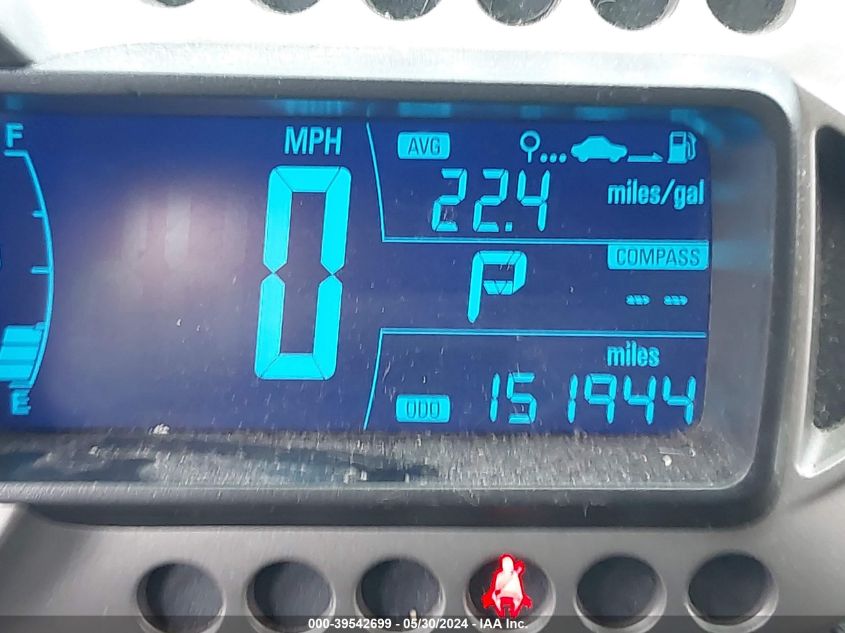 F
MPH
AVG
22.4
miles/gal
0
P
COMPASS
-- --
miles
E
ODO
151944
000-39542699 - 05/30/2024 - IAA Inc.